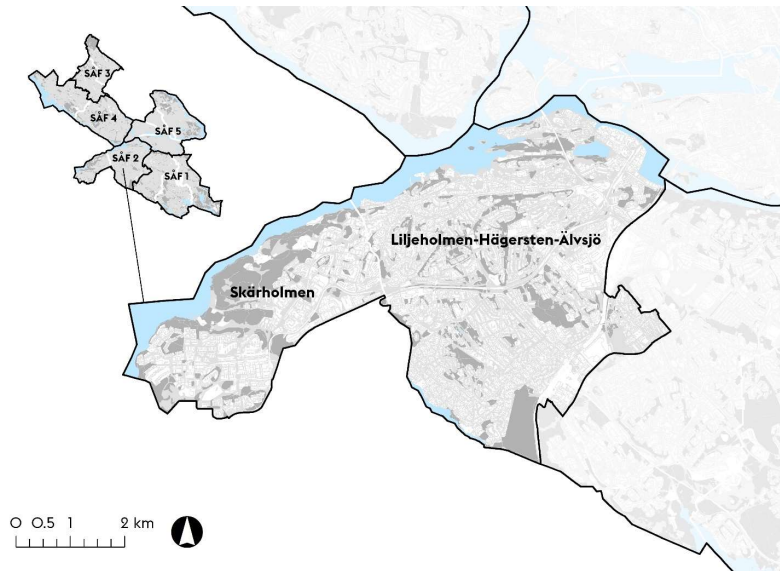 SÅF 3
SÅF 4
SÅF 5
SÅF 2
SÅF 1
Liljeholmen-Hägersten-Älvsjö
Skärholmen
0 0.5 1 2 km